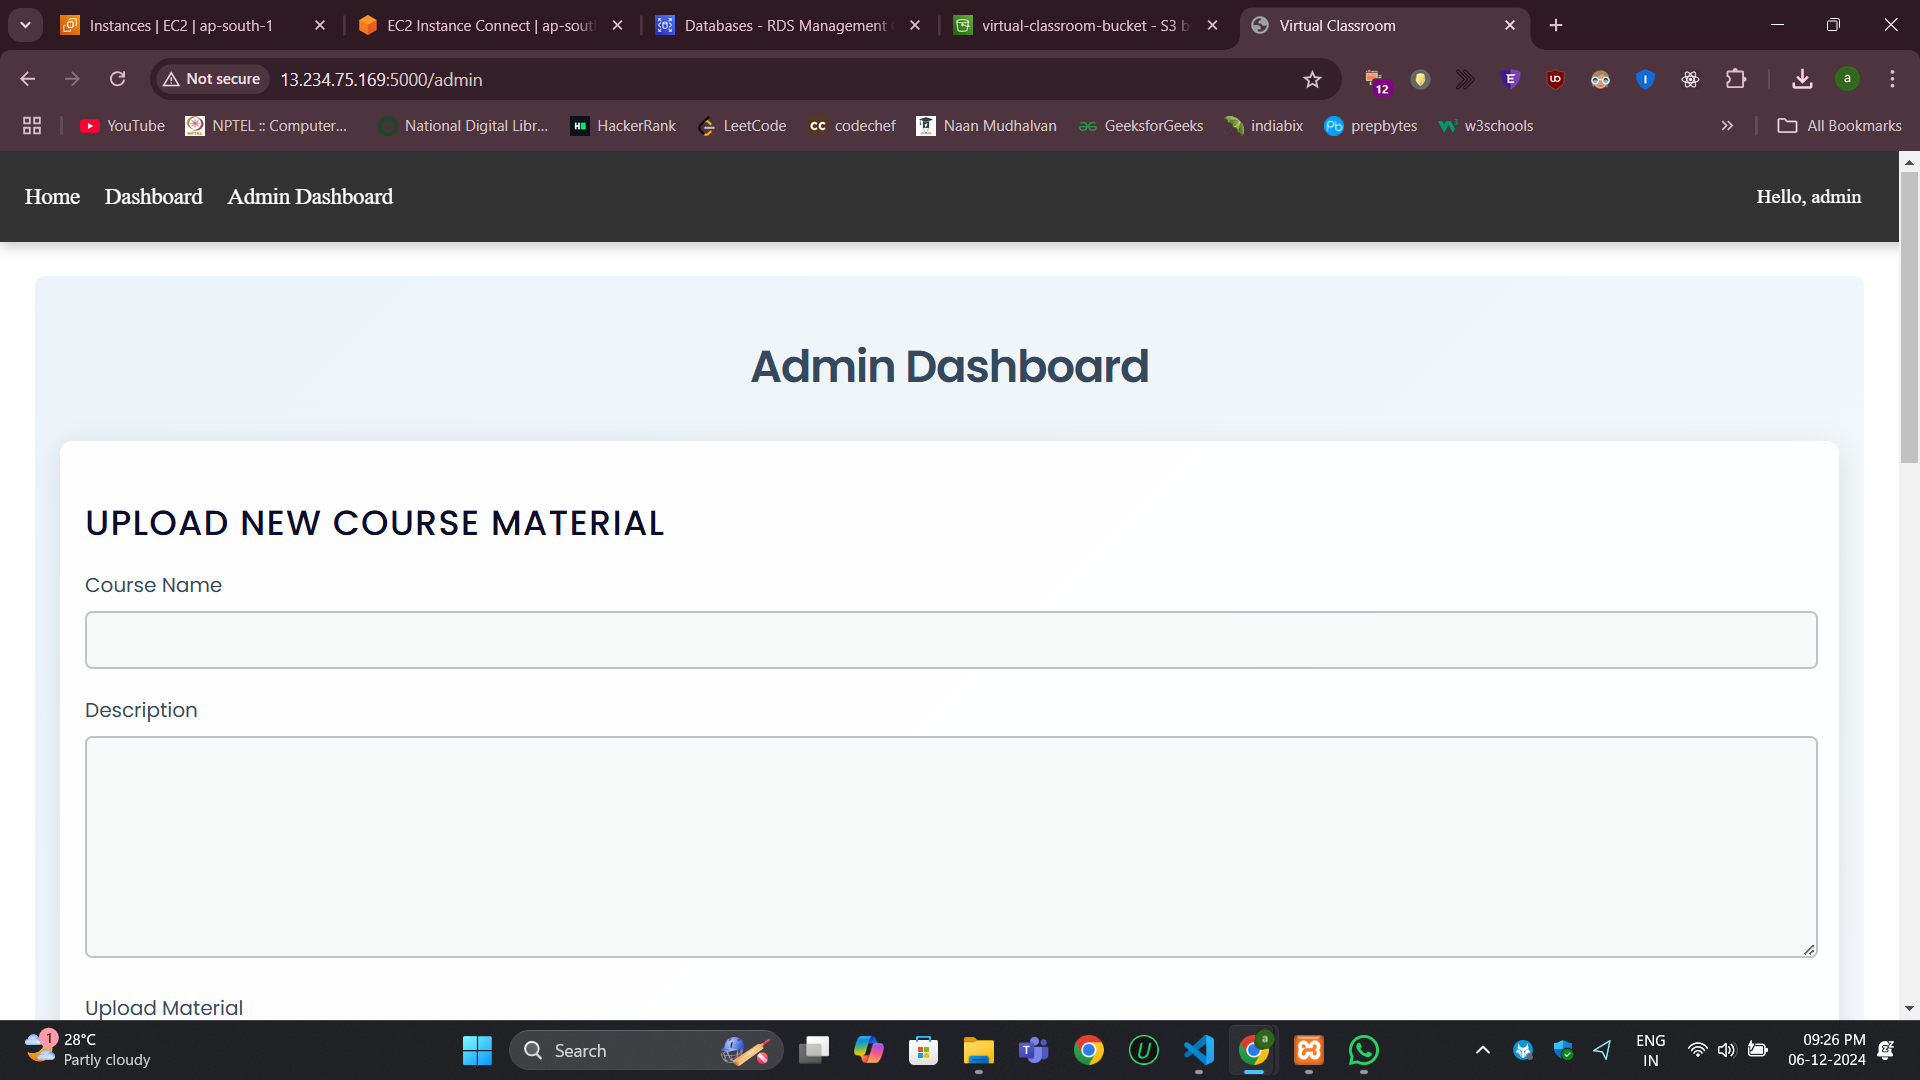 Instances | EC2 | ap-south-1
EC2 Instance Connect | ap-sout
Databases - RDS Management
virtual-classroom-bucket - S3 b
Virtual Classroom
Not secure
13.234.75.169:5000/admin
12
a
YouTube
NPTEL :: Computer...
National Digital Libr...
HackerRank
LeetCode
codechef
Naan Mudhalvan
GeeksforGeeks
indiabix
prepbytes
w3schools
All Bookmarks
Home
Dashboard
Admin Dashboard
Hello, admin
Admin Dashboard
UPLOAD NEW COURSE MATERIAL
Course Name
Description
Upload Material
1
28°C
Partly cloudy
Search
a
ENG
IN
09:26 PM
06-12-2024